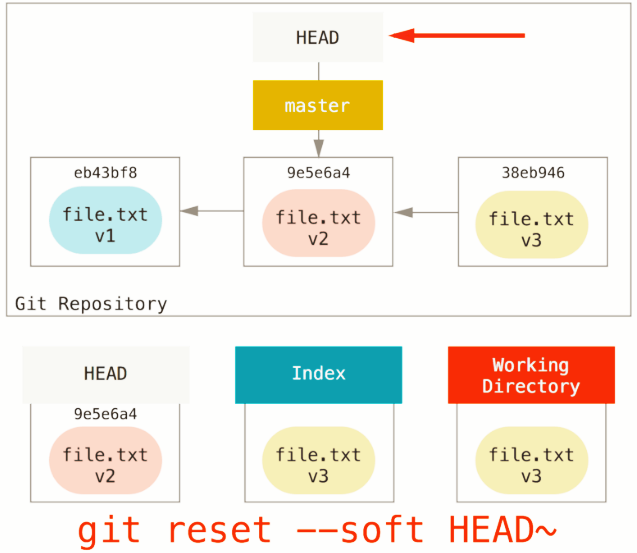 HEAD
master
eb43bf8
9e5e6a4
38eb946
file.txt
v1
file.txt
v2
file.txt
v3
Git Repository
HEAD
Index
Working
Directory
9e5e6a4
file.txt
v2
file.txt
v3
file.txt
v3
git reset --soft HEAD~